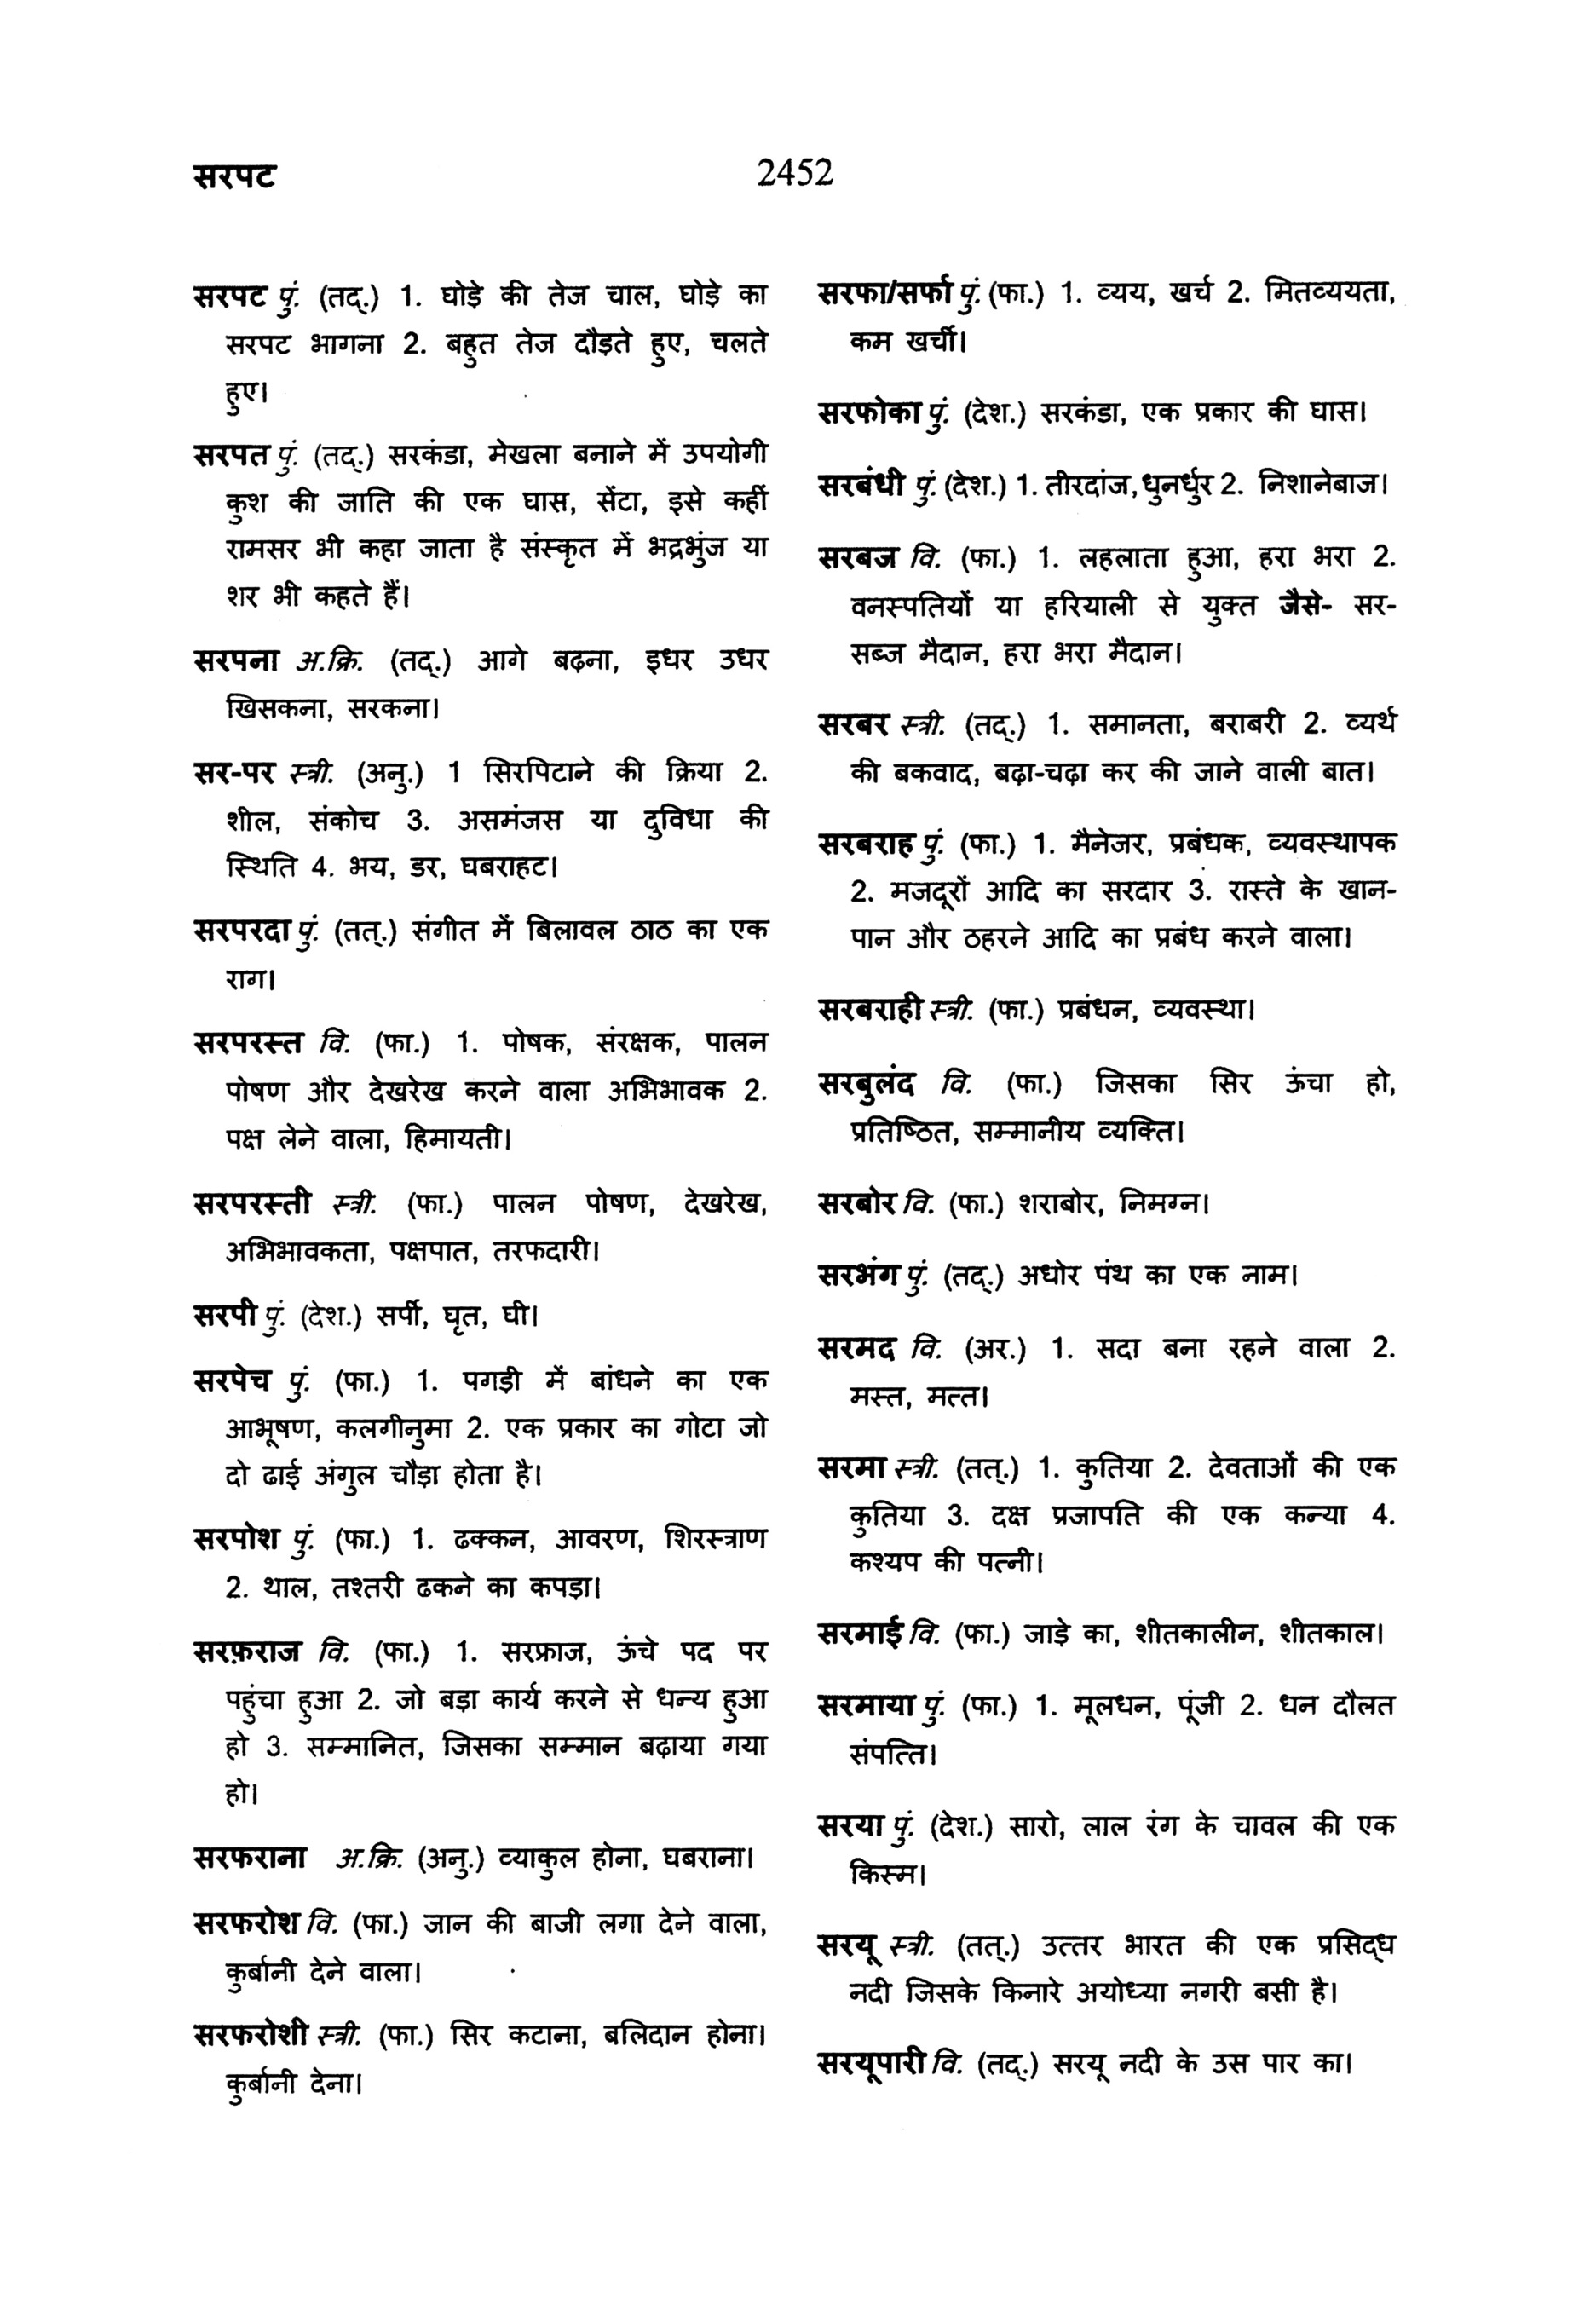 सरपट
2452
सरपट पुं. (तद्.) 1. घोड़े की तेज चाल, घोड़े का
सरपट भागना 2. बहुत तेज दौड़ते हुए, चलते
हुए।
सरपत पुं. (तद्.) सरकंडा, मेखला बनाने में उपयोगी
कुश की जाति की एक घास, सेंटा, इसे कहीं
रामसर भी कहा जाता है संस्कृत में भद्रभुंज या
शर भी कहते हैं।
सरपना अ.क्रि. (तद्.) आगे बढ़ना, इधर उधर
खिसकना, सरकना।
सर-पर स्त्री. (अनु.) 1 सिरपिटाने की क्रिया 2.
शील, संकोच 3. असमंजस या दुविधा की
स्थिति 4. भय, डर, घबराहट।
सरपरदा पुं. (तत्.) संगीत में बिलावल ठाठ का एक
राग।
सरपरस्त वि. (फा.) 1. पोषक, संरक्षक, पालन
पोषण और देखरेख करने वाला अभिभावक 2.
पक्ष लेने वाला, हिमायती।
सरपरस्ती स्त्री. (फा.) पालन पोषण, देखरेख,
अभिभावकता, पक्षपात, तरफदारी।
सरपी पुं. (देश.) सर्पी, घृत, घी।
सरपेच पुं. (फा.) 1. पगड़ी में बांधने का एक
आभूषण, कलगीनुमा 2. एक प्रकार का गोटा जो
दो ढाई अंगुल चौड़ा होता है।
सरपोश पुं. (फा.) 1. ढक्कन, आवरण, शिरस्त्राण
2. थाल, तश्तरी ढकने का कपड़ा।
सरफ़राज वि. (फा.) 1. सरफ्राज, ऊंचे पद पर
पहुंचा हुआ 2. जो बड़ा कार्य करने से धन्य हुआ
हो 3. सम्मानित, जिसका सम्मान बढ़ाया गया
हो।
सरफराना अ.क्रि. (अनु.) व्याकुल होना, घबराना।
सरफरोश वि. (फा.) जान की बाजी लगा देने वाला,
कुर्बानी देने वाला।
सरफरोशी स्त्री. (फा.) सिर कटाना, बलिदान होना।
कुर्बानी देना।
सरफा/सर्फा पुं. (फा.) 1. व्यय, खर्च 2. मितव्ययता,
कम खर्ची।
सरफोका पुं. (देश.) सरकंडा, एक प्रकार की घास।
सरबंधी पुं. (देश.) 1. तीरदांज, धुनर्धुर 2. निशानेबाज।
सरबज वि. (फा.) 1. लहलाता हुआ, हरा भरा 2.
वनस्पतियों या हरियाली से युक्त जैसे- सर-
सब्ज मैदान, हरा भरा मैदान।
सरबर स्त्री. (तद्.) 1. समानता, बराबरी 2. व्यर्थ
की बकवाद, बढ़ा-चढ़ा कर की जाने वाली बात।
सरबराह पुं. (फा.) 1. मैनेजर, प्रबंधक, व्यवस्थापक
2. मजदूरों आदि का सरदार 3. रास्ते के खान-
पान और ठहरने आदि का प्रबंध करने वाला।
सरबराही स्त्री. (फा.) प्रबंधन, व्यवस्था।
सरबुलंद वि. (फा.) जिसका सिर ऊंचा हो,
प्रतिष्ठित, सम्मानीय व्यक्ति।
सरबोर वि. (फा.) शराबोर, निमग्न।
सरभंग पुं. (तद्.) अधोर पंथ का एक नाम।
सरमद वि. (अर.) 1. सदा बना रहने वाला 2.
मस्त, मत्त।
सरमा स्त्री. (तत्.) 1. कुतिया 2. देवताओं की एक
कुतिया 3. दक्ष प्रजापति की एक कन्या 4.
कश्यप की पत्नी।
सरमाई वि. (फा.) जाड़े का, शीतकालीन, शीतकाल।
सरमाया पुं. (फा.) 1. मूलधन, पूंजी 2. धन दौलत
संपत्ति।
सरया पुं. (देश.) सारो, लाल रंग के चावल की एक
किस्म।
सरयू स्त्री. (तत्.) उत्तर भारत की एक प्रसिद्ध
नदी जिसके किनारे अयोध्या नगरी बसी है।
सरयूपारी वि. (तद्.) सरयू नदी के उस पार का।